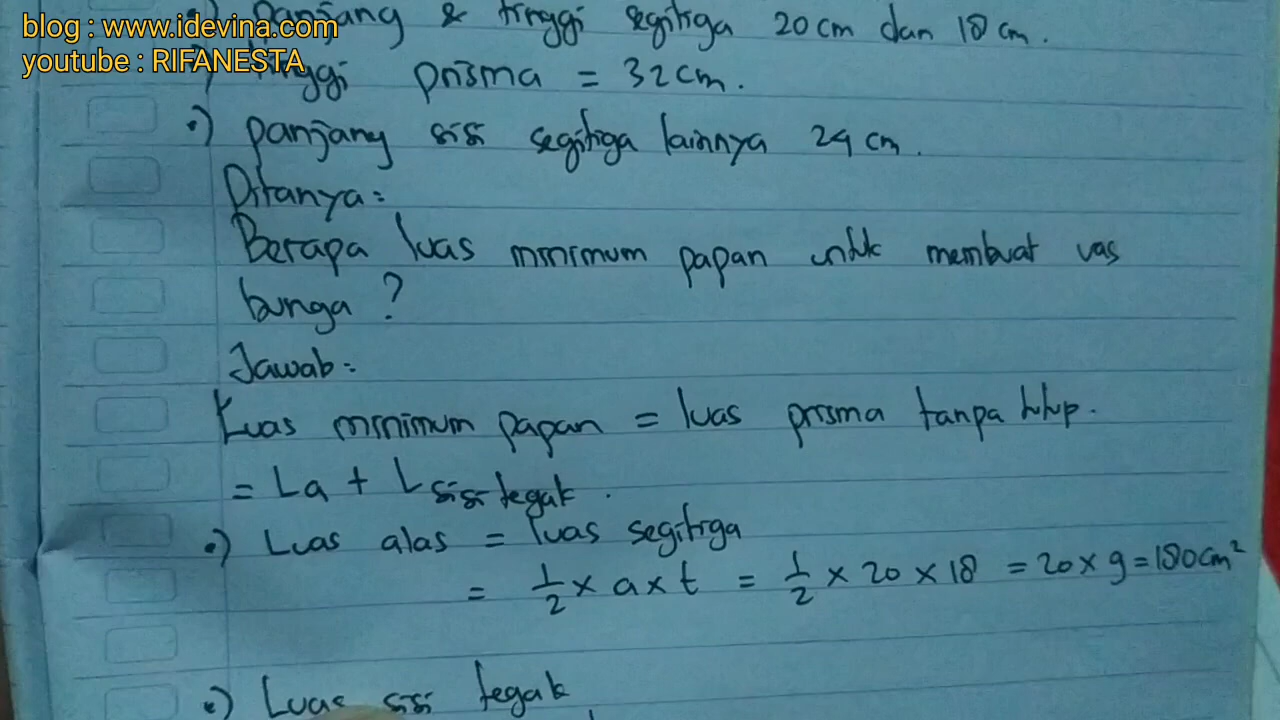 blog : www.idevina.com
youtube : RIFANESTA
panjang & tinggi segitiga 20 cm dan 18 cm.
•) tinggi prisma = 32 cm.
•) panjang sisi segitiga lainnya 24 cm.
Ditanya :
Berapa luas minimum papan untuk membuat vas
bunga ?
Jawab :
Luas minimum papan = luas prisma tanpa tutup.
= La + L sisi tegak .
•) Luas alas = luas segitiga
= 1/2 × a × t = 1/2 × 20 × 18 = 20 × 9 = 180 cm²
•) Luas sisi tegak